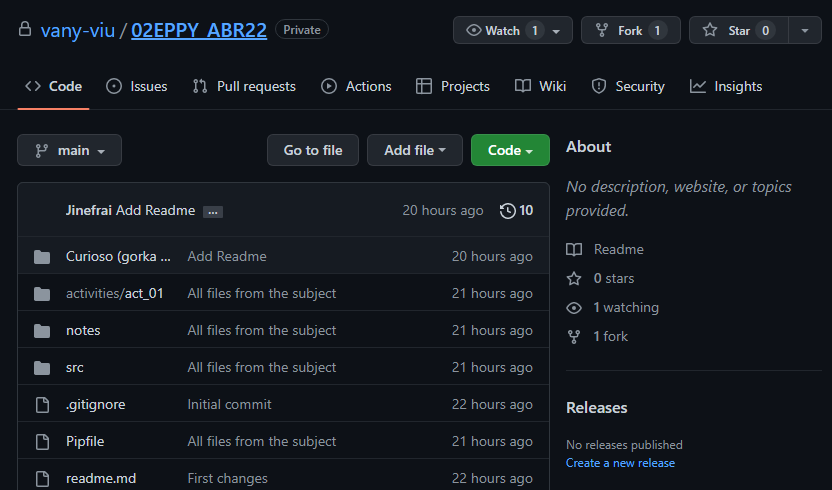 vany-viu / 02EPPY_ABR22 Private Watch 1 Fork 1 Star 0
Code Issues Pull requests Actions Projects Wiki Security Insights
main Go to file Add file Code
Jinefrai Add Readme ... 20 hours ago 10
Curioso (gorka ... Add Readme 20 hours ago
activities/act_01 All files from the subject 21 hours ago
notes All files from the subject 21 hours ago
src All files from the subject 21 hours ago
.gitignore Initial commit 22 hours ago
Pipfile All files from the subject 21 hours ago
readme.md First changes 22 hours ago
About
No description, website, or topics
provided.
Readme
0 stars
1 watching
1 fork
Releases
No releases published
Create a new release